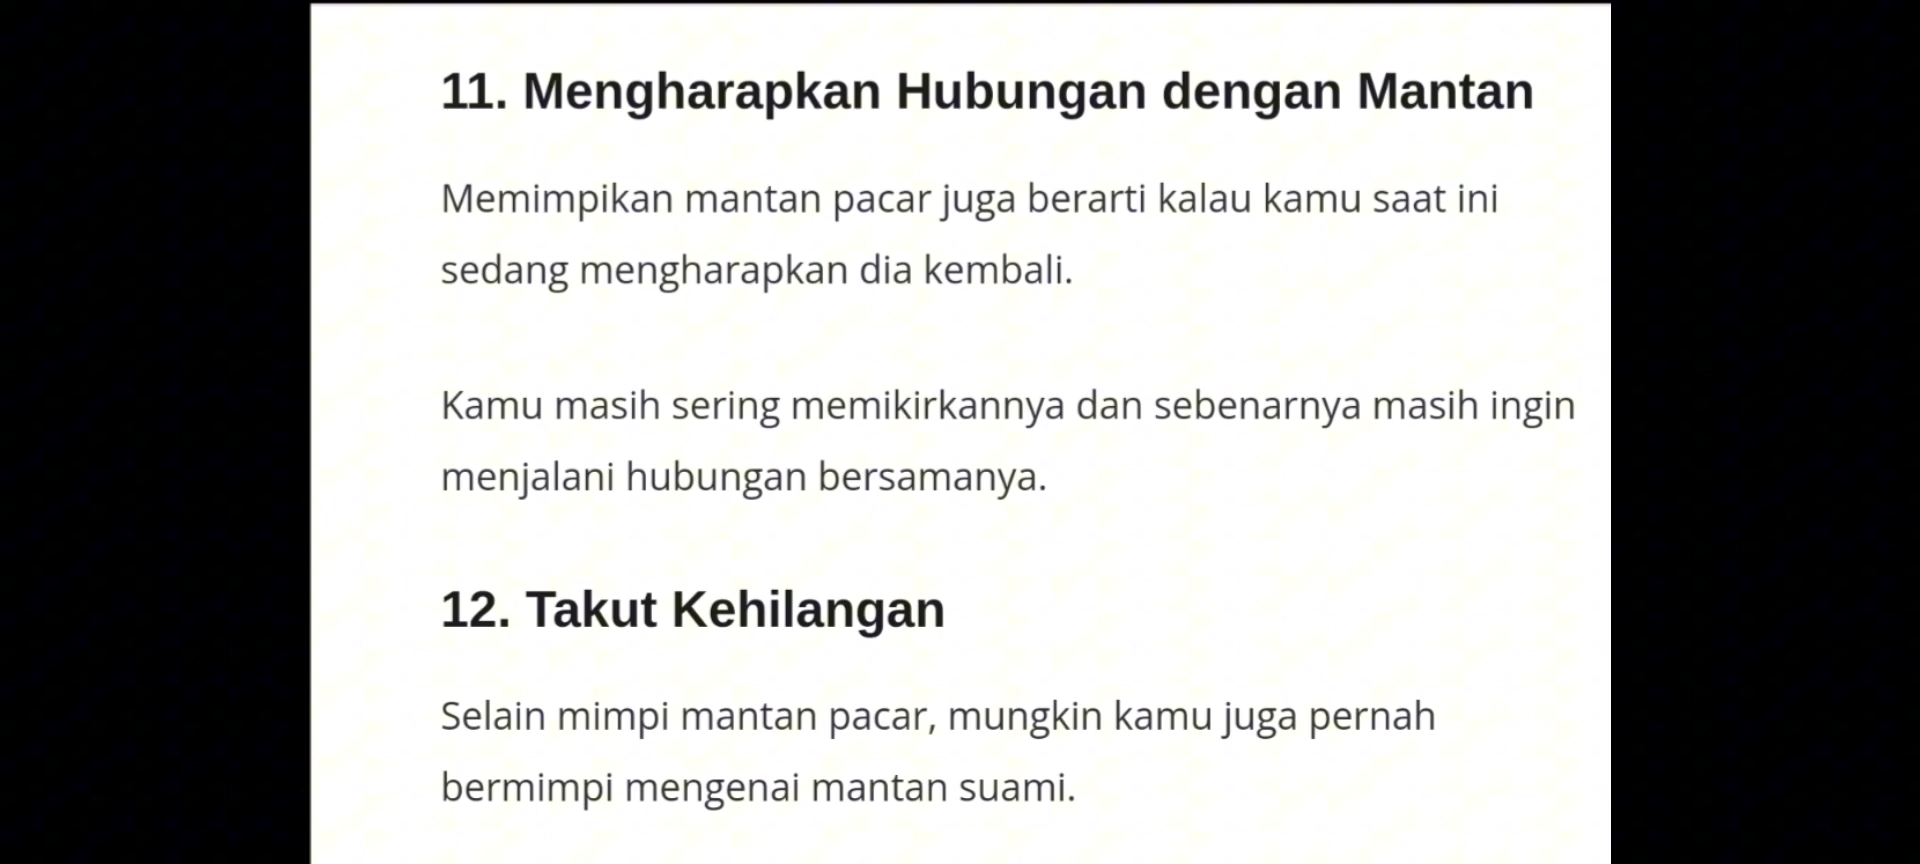 11. Mengharapkan Hubungan dengan Mantan
Memimpikan mantan pacar juga berarti kalau kamu saat ini
sedang mengharapkan dia kembali.
Kamu masih sering memikirkannya dan sebenarnya masih ingin
menjalani hubungan bersamanya.
12. Takut Kehilangan
Selain mimpi mantan pacar, mungkin kamu juga pernah
bermimpi mengenai mantan suami.